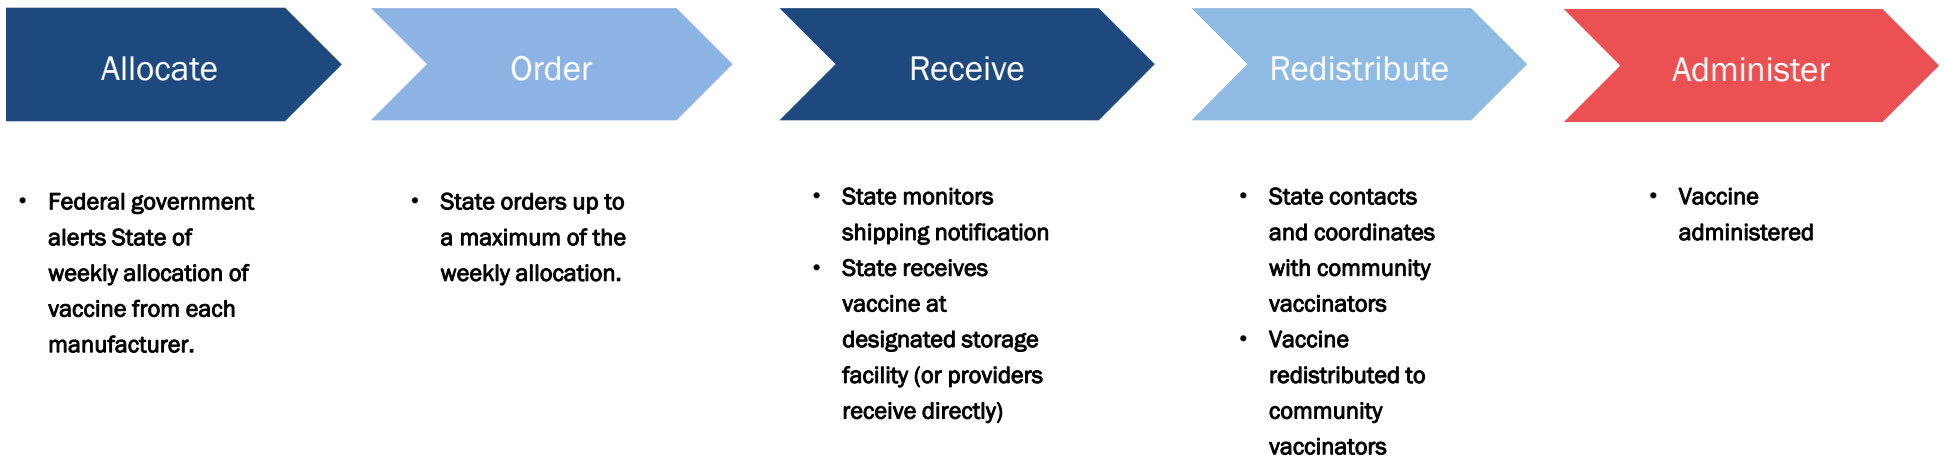 Allocate
Order
Receive
Redistribute
Administer
• Federal government
alerts State of
weekly allocation of
vaccine from each
manufacturer.
• State orders up to
a maximum of the
weekly allocation.
• State monitors
shipping notification
• State receives
vaccine at
designated storage
facility (or providers
receive directly)
• State contacts
and coordinates
with community
vaccinators
• Vaccine
redistributed to
community
vaccinators
• Vaccine
administered